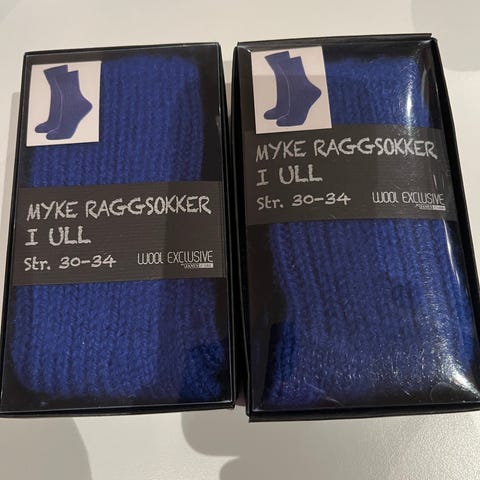 MYKE RAGGSOKKER
I ULL
Str. 30-34 WOOL EXCLUSIVE
MYKE RAGGSOKKER
I ULL
Str. 30-34 WOOL EXCLUSIVE